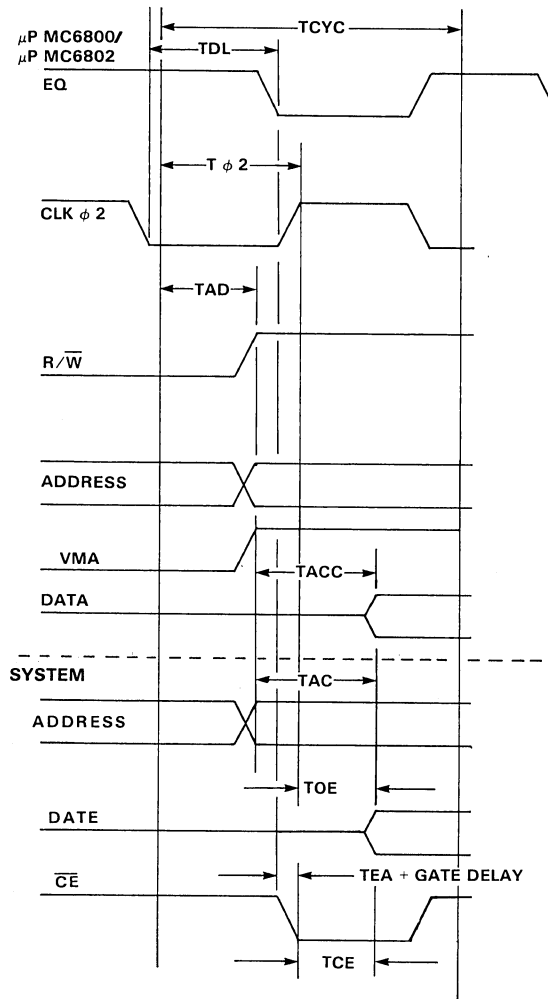 TCYC
μP MC6800/
TDL
μP MC6802
EQ
T φ 2
CLK φ 2
TAD
R/W̅
ADDRESS
VMA
TACC
DATA
SYSTEM
TAC
ADDRESS
TOE
DATE
TEA + GATE DELAY
C̅E̅
TCE